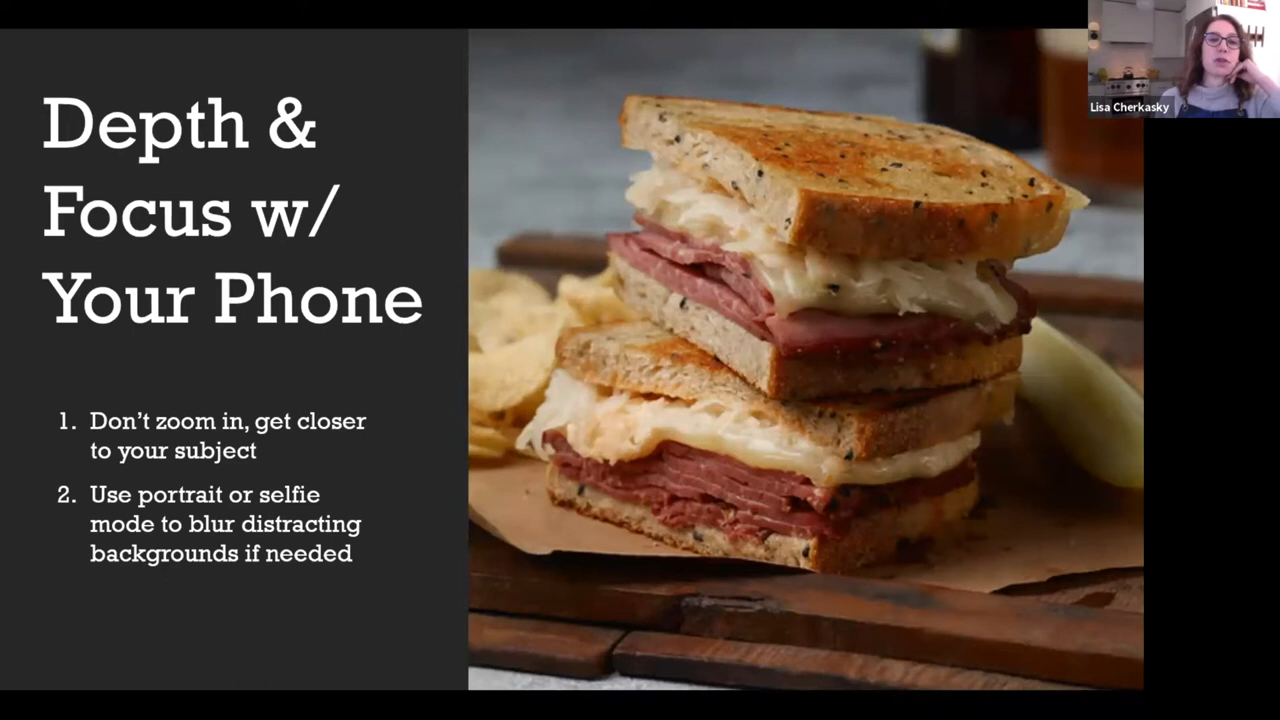 Depth &
Focus w/
Your Phone
1. Don’t zoom in, get closer
to your subject
2. Use portrait or selfie
mode to blur distracting
backgrounds if needed
Lisa Cherkasky